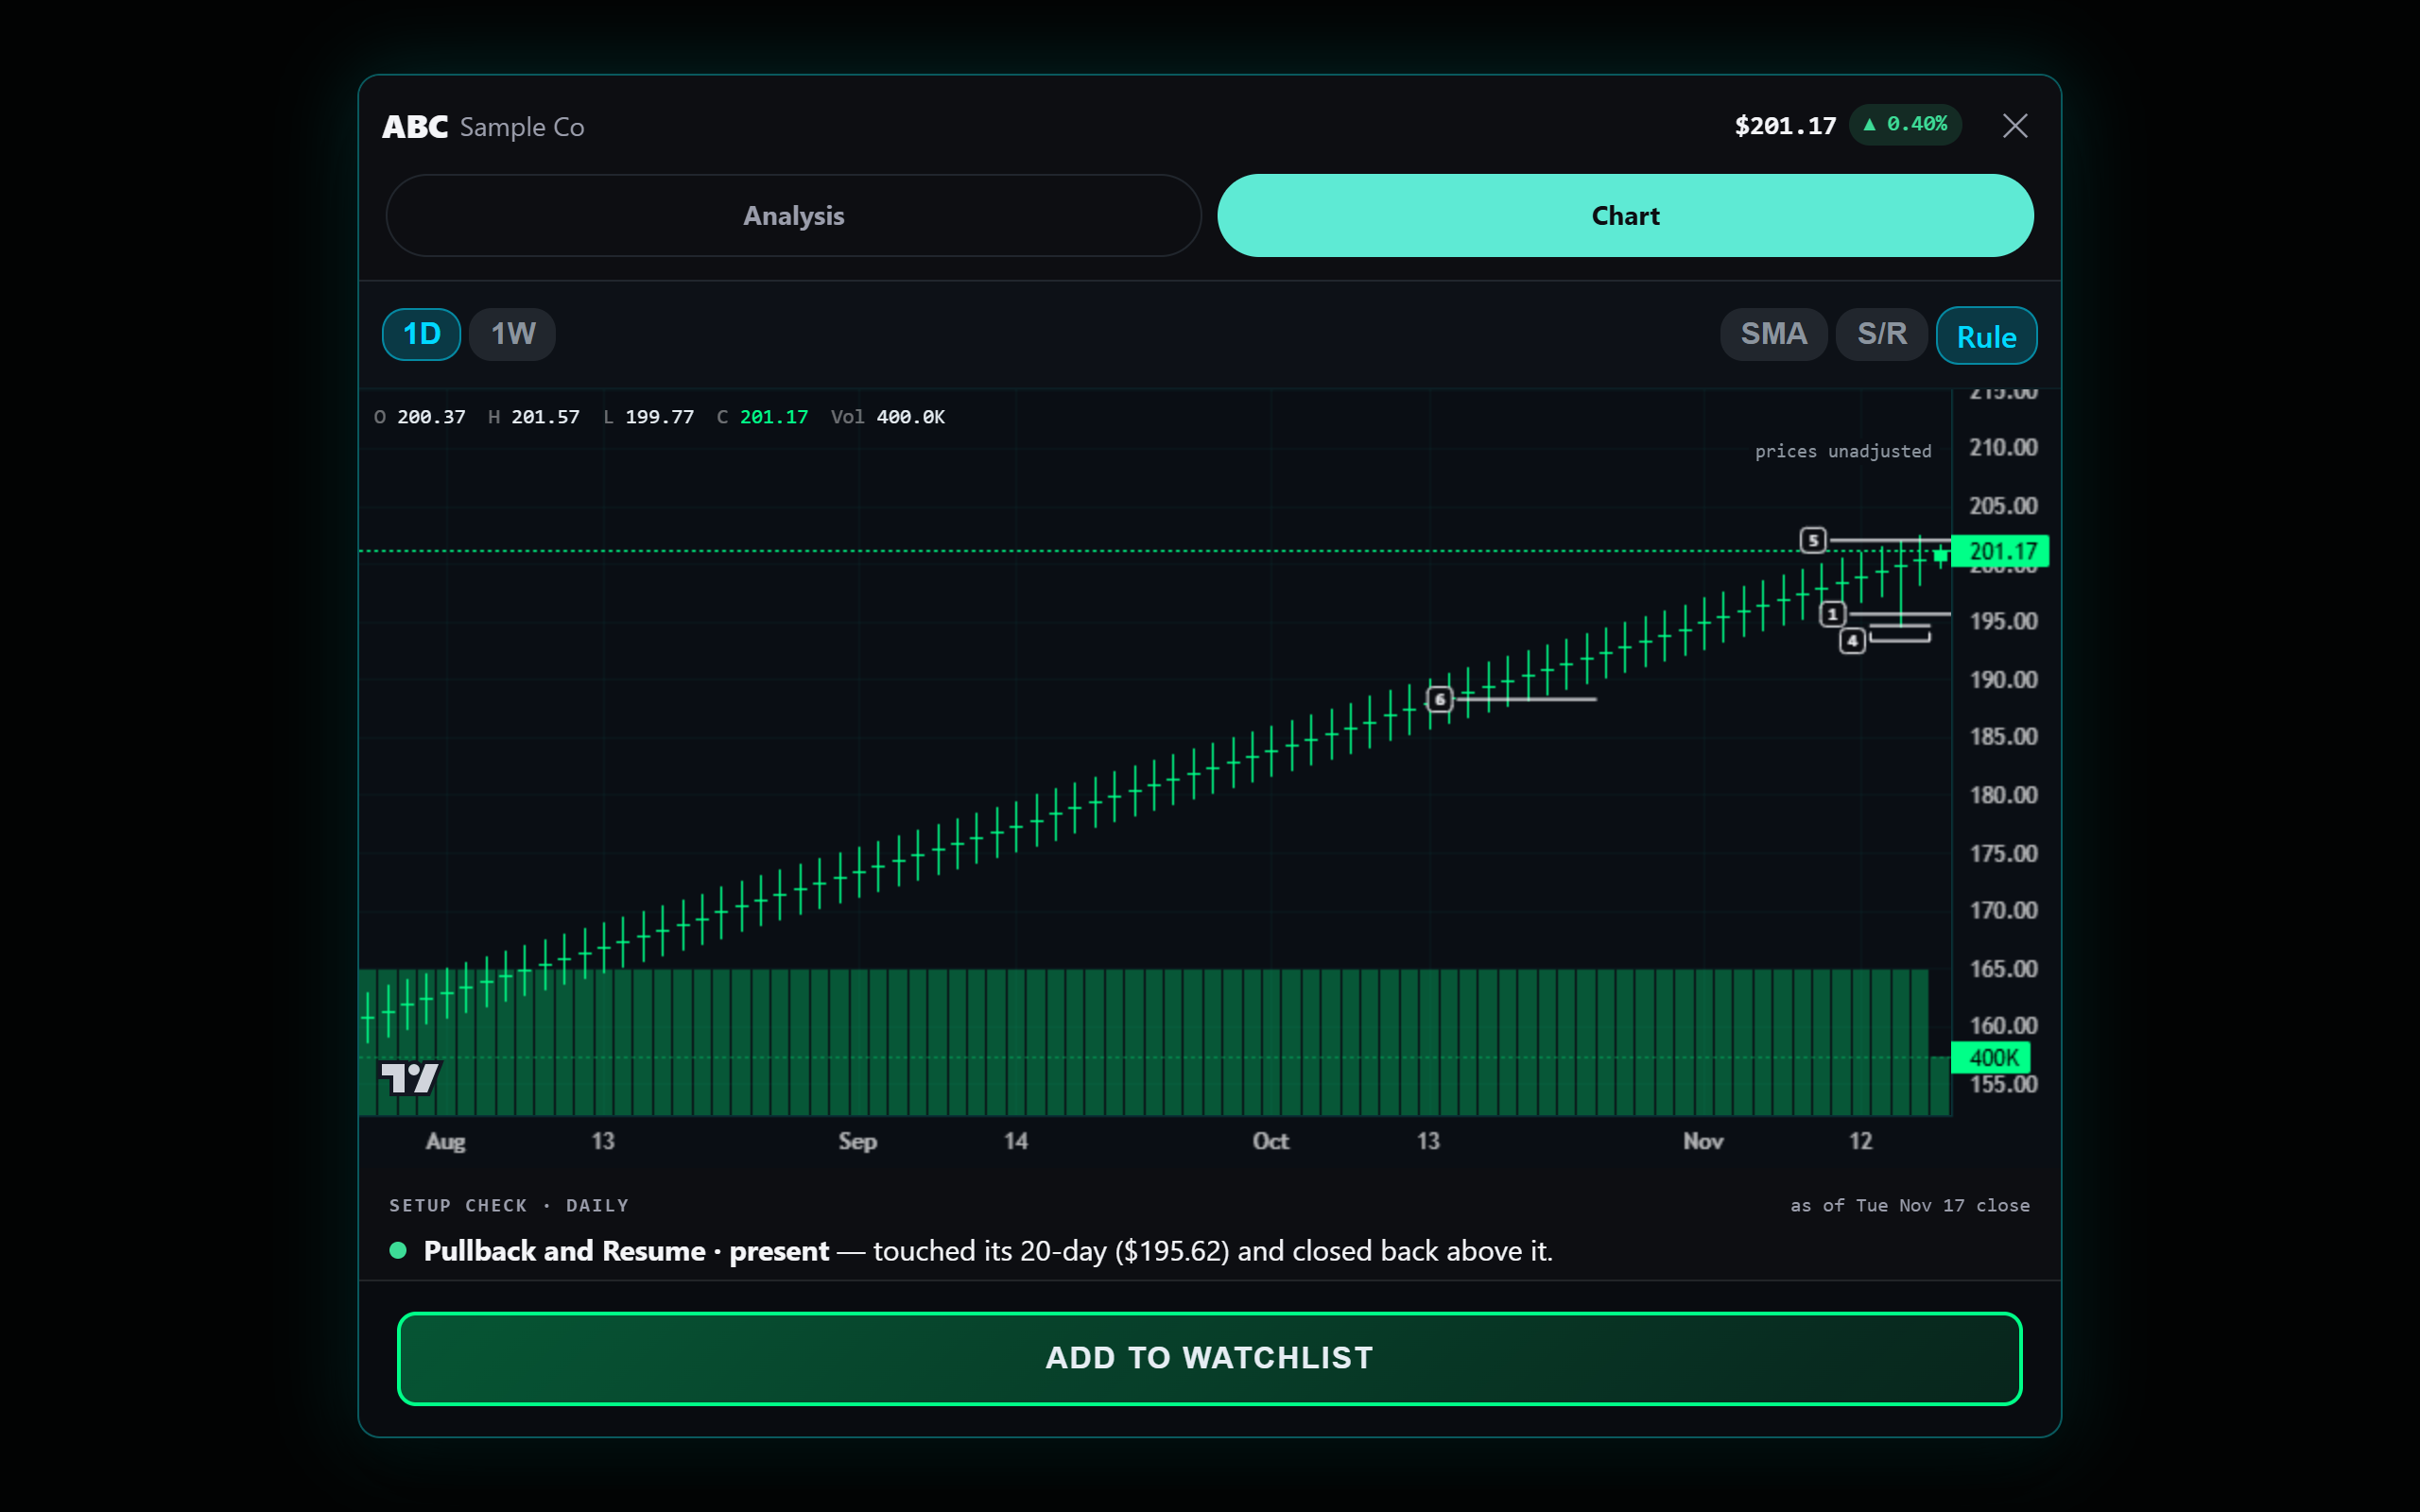 ABC Sample Co
$201.17 ▲ 0.40%
Analysis
Chart
1D 1W
SMA S/R Rule
O 200.37 H 201.57 L 199.77 C 201.17 Vol 400.0K
prices unadjusted
215.00
210.00
205.00
201.17
200.00
195.00
190.00
185.00
180.00
175.00
170.00
165.00
160.00
400K
155.00
5
1
4
6
Aug 13 Sep 14 Oct 13 Nov 12
SETUP CHECK · DAILY
as of Tue Nov 17 close
Pullback and Resume · present — touched its 20-day ($195.62) and closed back above it.
ADD TO WATCHLIST